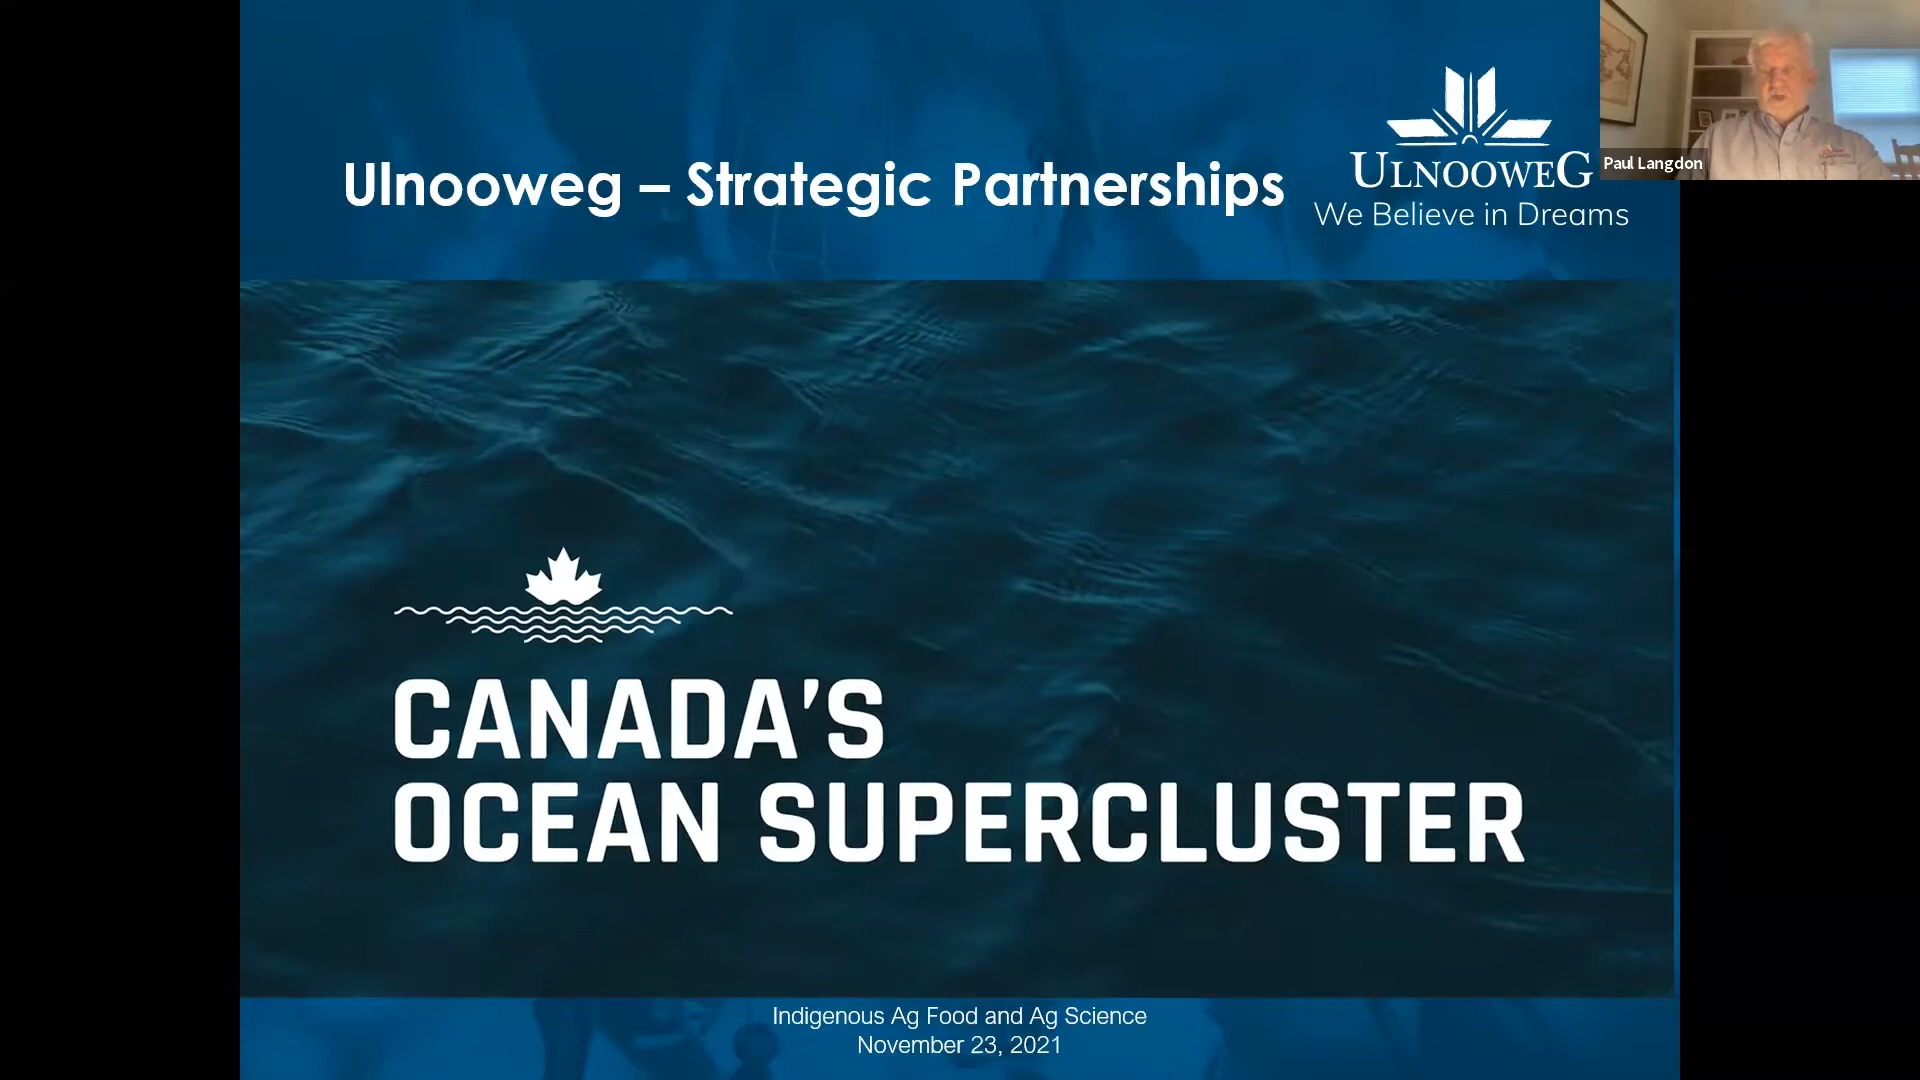 Ulnooweg – Strategic Partnerships
ULNOOWEG
We Believe in Dreams
Paul Langdon
CANADA'S
OCEAN SUPERCLUSTER
Indigenous Ag Food and Ag Science
November 23, 2021